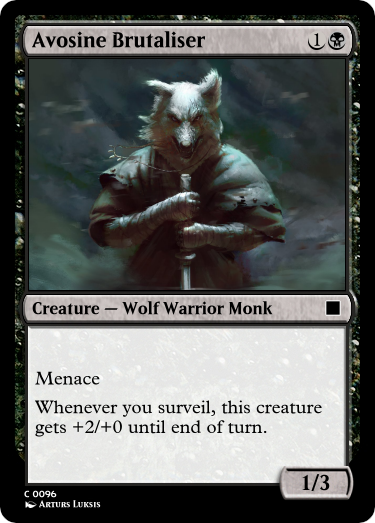 Avosine Brutaliser 1
Creature — Wolf Warrior Monk
Menace
Whenever you surveil, this creature
gets +2/+0 until end of turn.
1/3
C 0096
Arturs Luksis